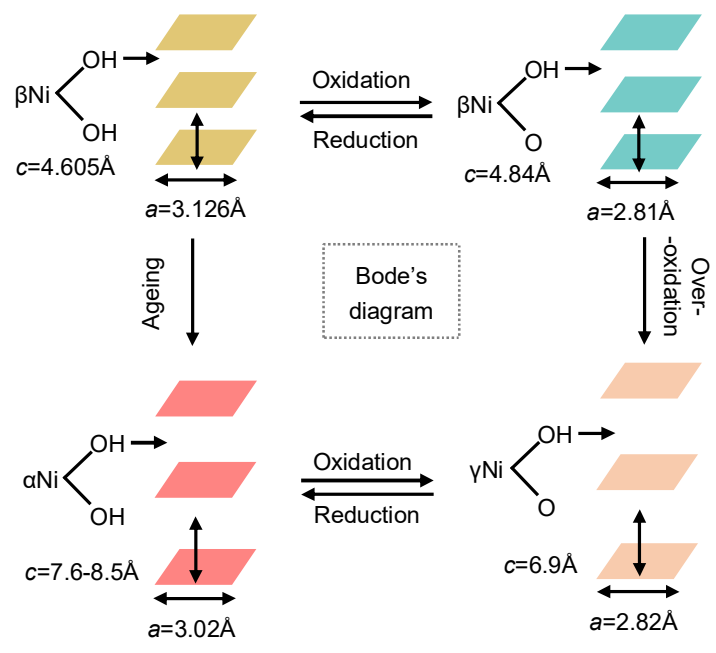 βNi
OH
OH
c=4.605Å
a=3.126Å
Oxidation
Reduction
βNi
OH
O
c=4.84Å
a=2.81Å
Ageing
Bode's
diagram
Over-
-oxidation
αNi
OH
OH
c=7.6-8.5Å
a=3.02Å
Oxidation
Reduction
γNi
OH
O
c=6.9Å
a=2.82Å